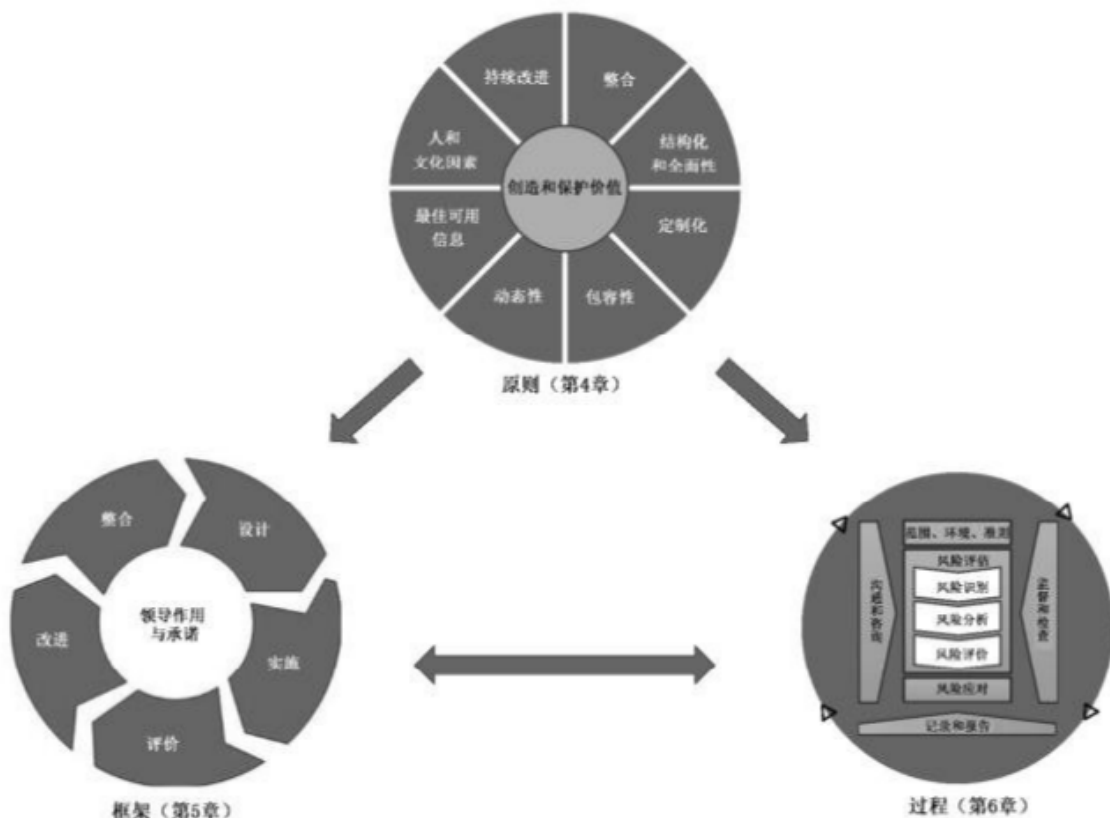 持续改进
整合
人和
文化因素
结构化
和全面性
创造和保护价值
最佳可用
信息
定制化
动态性
包容性
原则（第4章）
整合
设计
领导作用
与承诺
改进
实施
评价
框架（第5章）
范围、环境、准则
风险评估
风险识别
沟通和咨询
监督和检查
风险分析
风险评价
风险应对
记录和报告
过程（第6章）